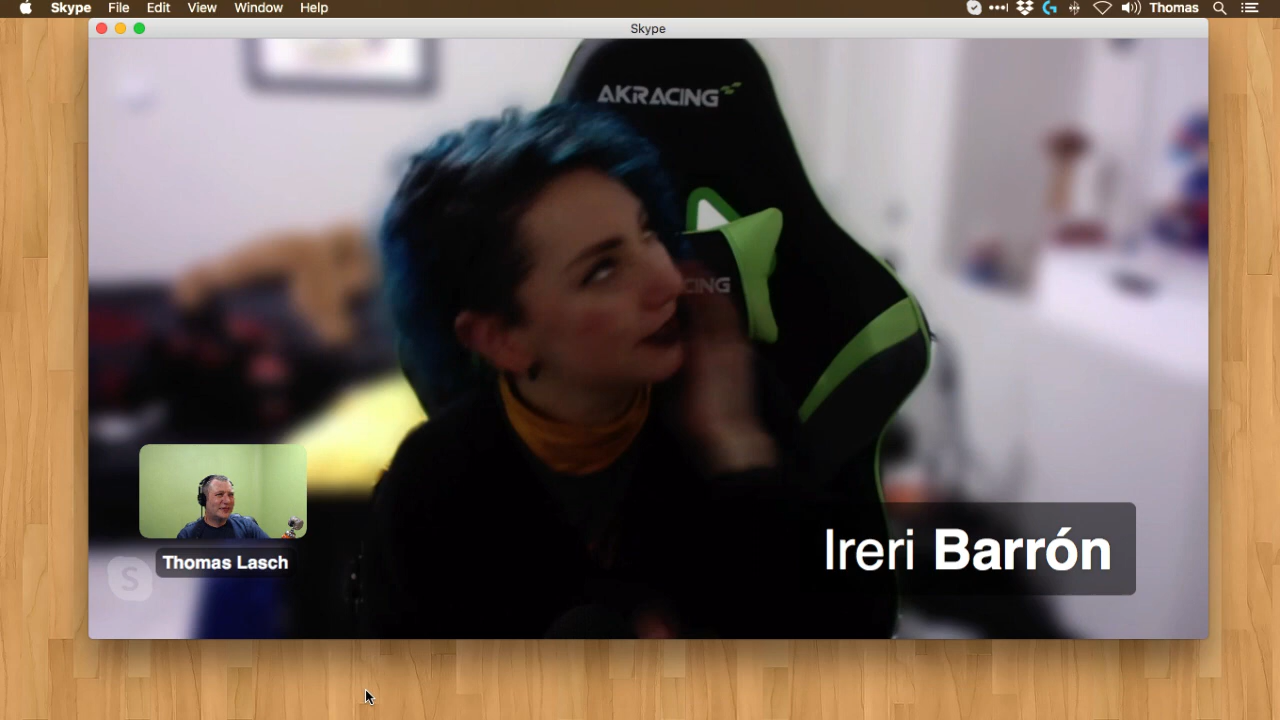 Skype File Edit View Window Help Thomas
Skype
AKRACING
CING
Thomas Lasch
S
Ireri Barrón